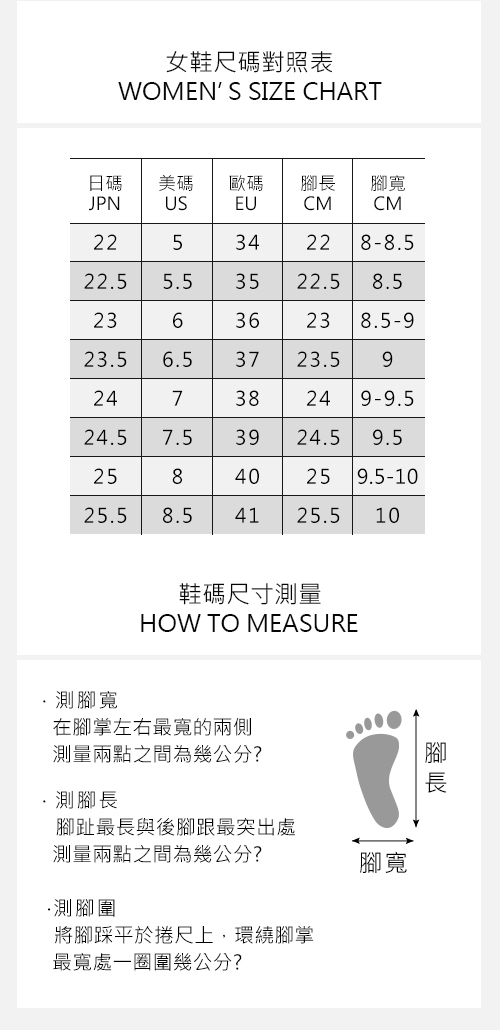 女鞋尺碼對照表
WOMEN' S SIZE CHART
日碼 美碼 歐碼 腳長 腳寬
JPN US EU CM CM
22 5 34 22 8-8.5
22.5 5.5 35 22.5 8.5
23 6 36 23 8.5-9
23.5 6.5 37 23.5 9
24 7 38 24 9-9.5
24.5 7.5 39 24.5 9.5
25 8 40 25 9.5-10
25.5 8.5 41 25.5 10
鞋碼尺寸測量
HOW TO MEASURE
· 測腳寬
在腳掌左右最寬的兩側
測量兩點之間為幾公分?
· 測腳長
腳趾最長與後腳跟最突出處
測量兩點之間為幾公分?
腳長
腳寬
·測腳圍
將腳踩平於捲尺上，環繞腳掌
最寬處一圈圍幾公分?